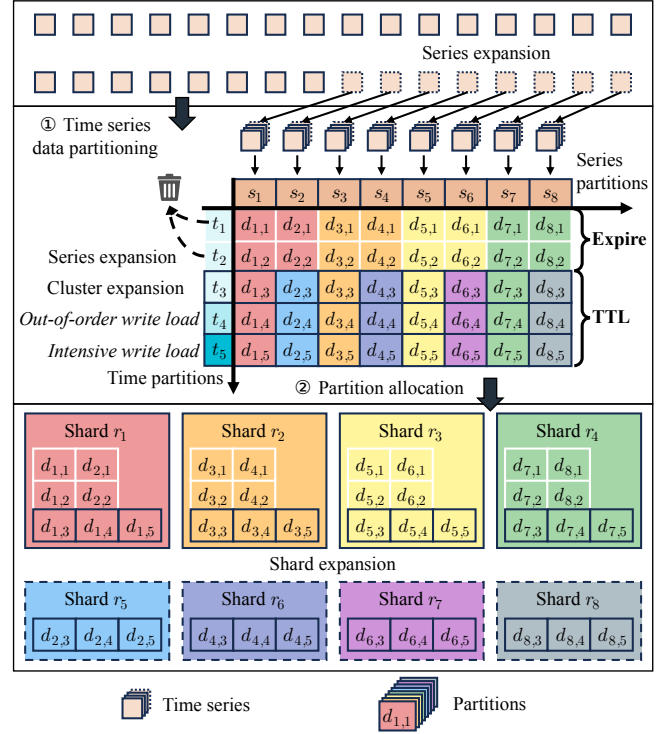 Series expansion
① Time series
data partitioning
Series
partitions
s1 s2 s3 s4 s5 s6 s7 s8
t1 d1,1 d2,1 d3,1 d4,1 d5,1 d6,1 d7,1 d8,1
Expire
Series expansion t2 d1,2 d2,2 d3,2 d4,2 d5,2 d6,2 d7,2 d8,2
Cluster expansion t3 d1,3 d2,3 d3,3 d4,3 d5,3 d6,3 d7,3 d8,3
Out-of-order write load t4 d1,4 d2,4 d3,4 d4,4 d5,4 d6,4 d7,4 d8,4 TTL
Intensive write load t5 d1,5 d2,5 d3,5 d4,5 d5,5 d6,5 d7,5 d8,5
Time partitions
② Partition allocation
Shard r1 Shard r2 Shard r3 Shard r4
d1,1 d2,1 d3,1 d4,1 d5,1 d6,1 d7,1 d8,1
d1,2 d2,2 d3,2 d4,2 d5,2 d6,2 d7,2 d8,2
d1,3 d1,4 d1,5 d3,3 d3,4 d3,5 d5,3 d5,4 d5,5 d7,3 d7,4 d7,5
Shard expansion
Shard r5 Shard r6 Shard r7 Shard r8
d2,3 d2,4 d2,5 d4,3 d4,4 d4,5 d6,3 d6,4 d6,5 d8,3 d8,4 d8,5
Time series
Partitions
d1,1